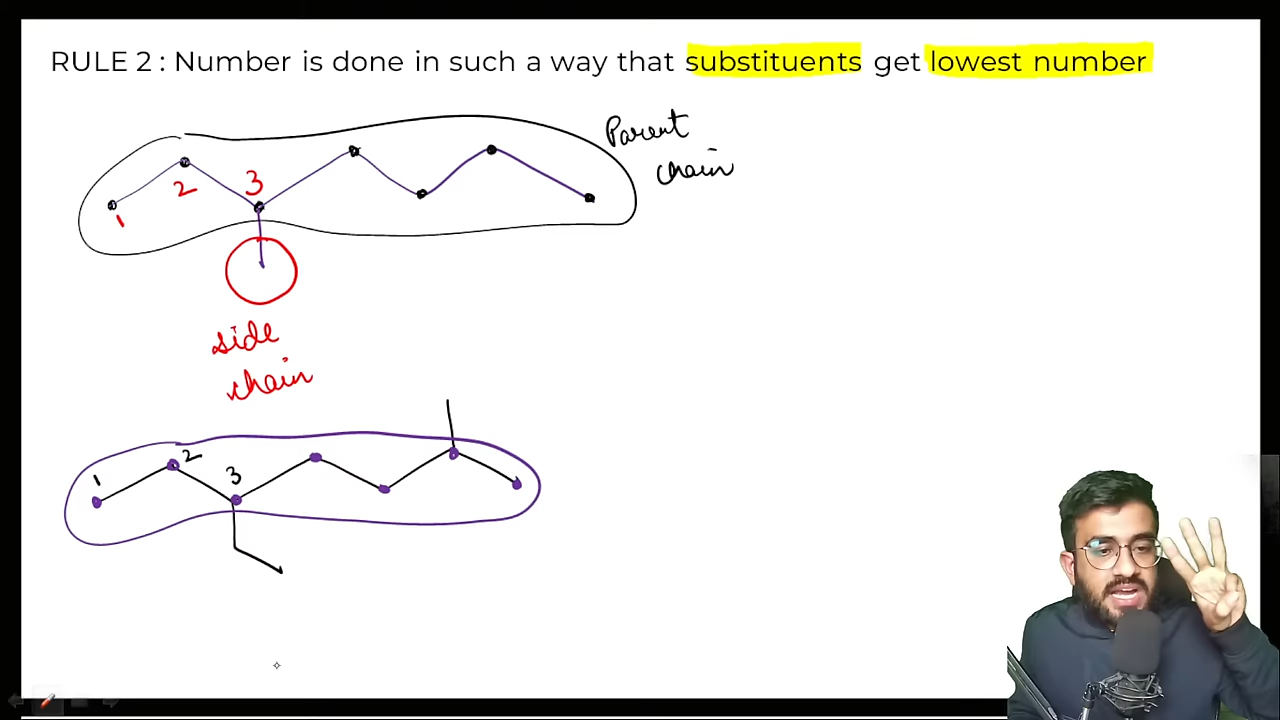 RULE 2 : Number is done in such a way that substituents get lowest number
Parent
chain
1
2
3
side
chain
1
2
3